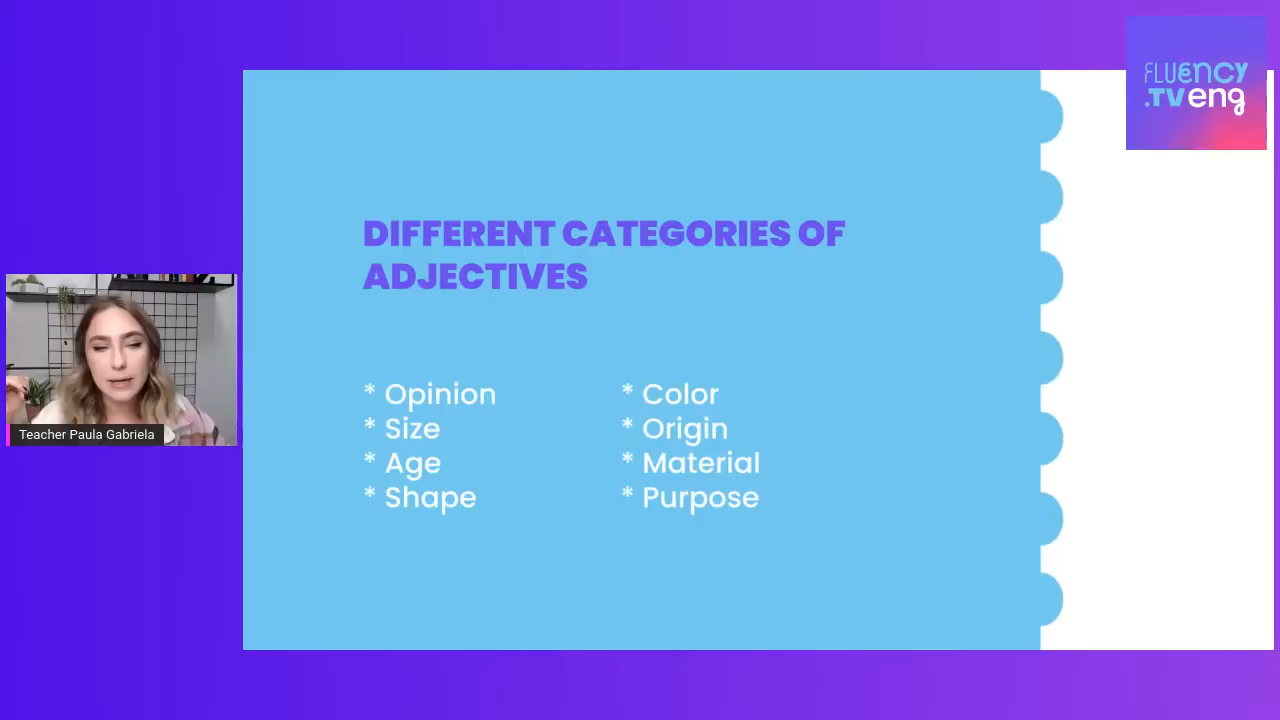 FLUENCY
.TV eng
DIFFERENT CATEGORIES OF
ADJECTIVES
* Opinion
* Size
* Age
* Shape
* Color
* Origin
* Material
* Purpose
Teacher Paula Gabriela